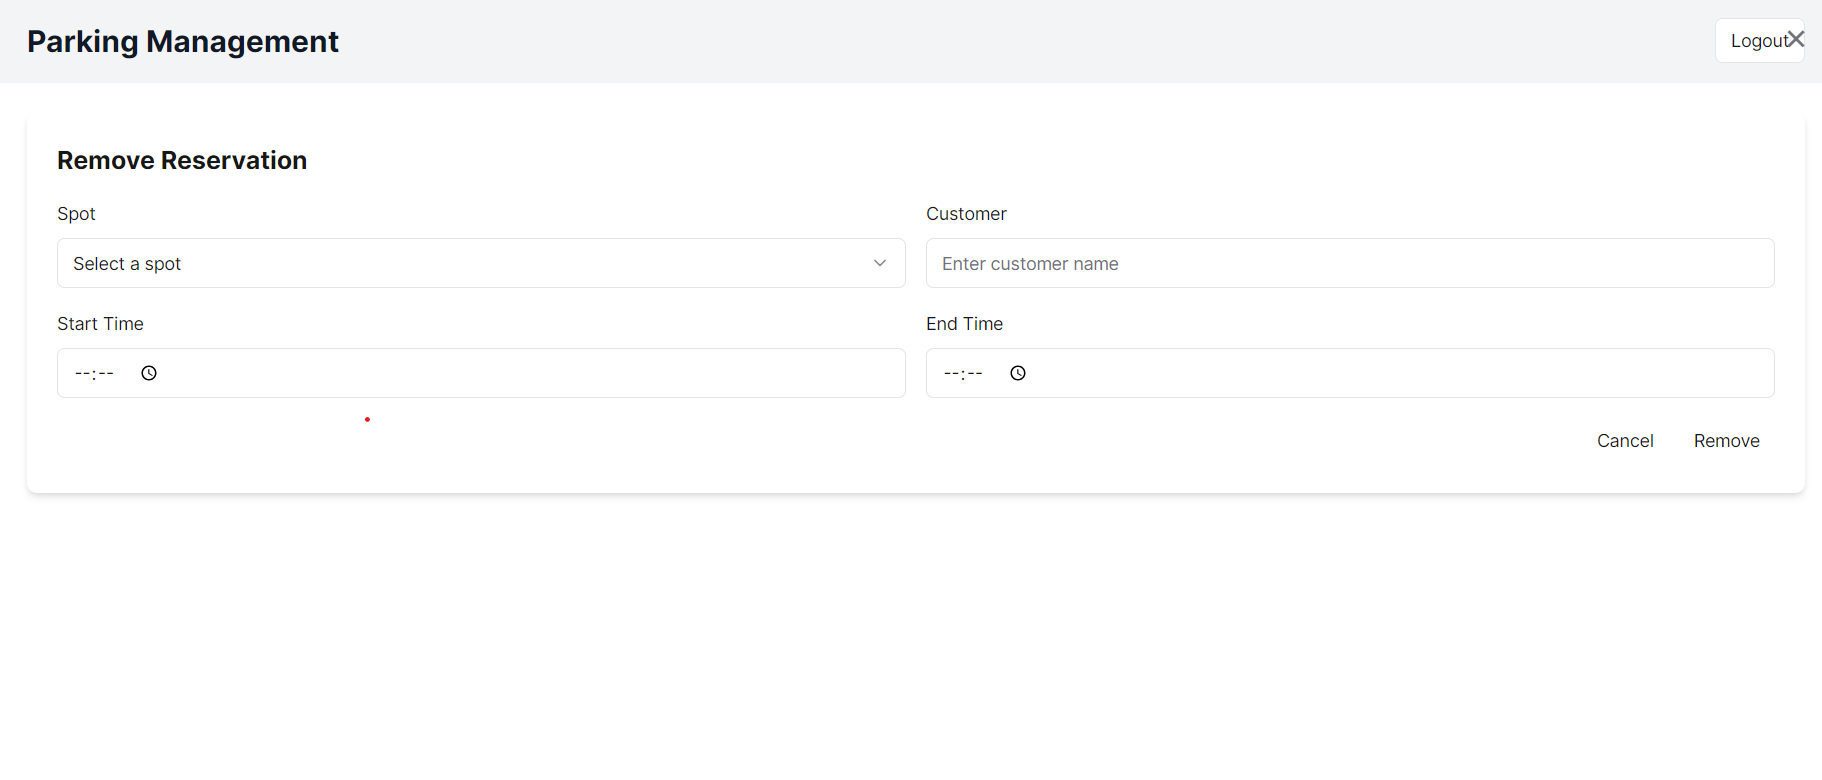 Parking Management
Logout
Remove Reservation
Spot
Customer
Select a spot
Enter customer name
Start Time
End Time
--:--
--:--
Cancel
Remove